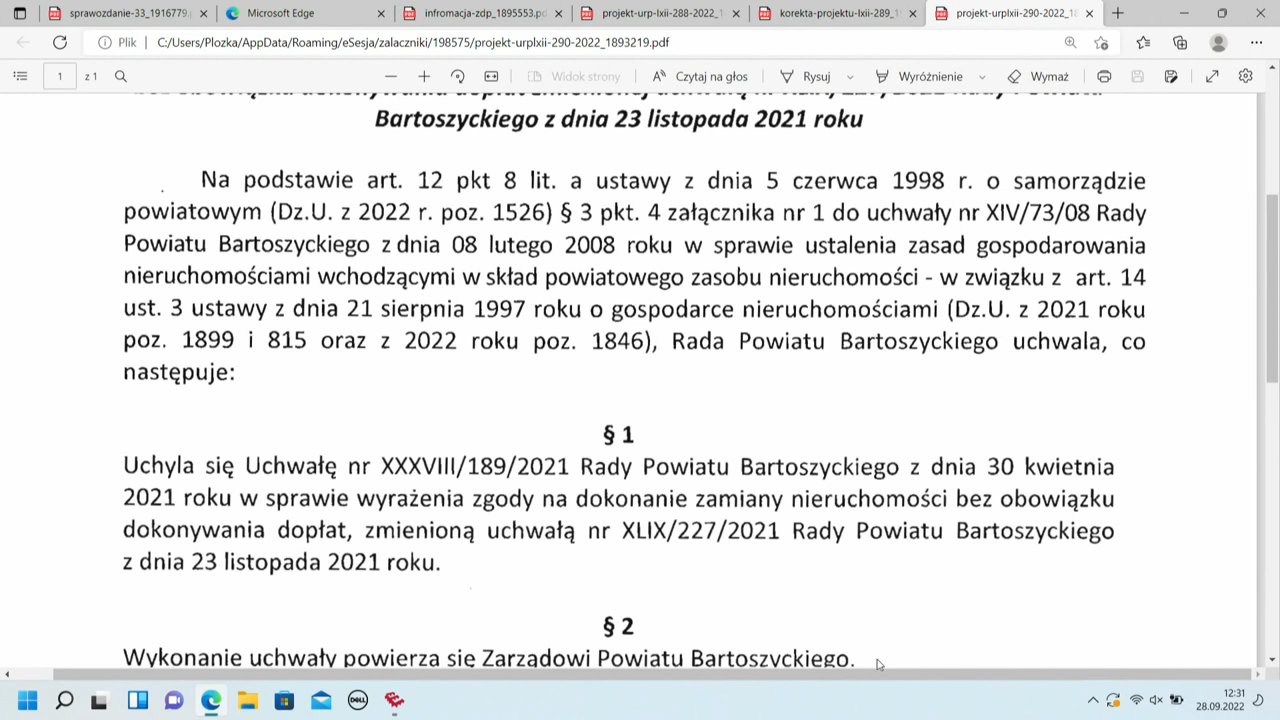 sprawozdanie-33_1916779.
Microsoft Edge
infromacja-zdp_1895553.pd
projekt-urp-lxii-288-2022_1
korekta-projektu-lxii-289_1
projekt-urplxii-290-2022_18
Plik | C:/Users/Plozka/AppData/Roaming/eSesja/zalaczniki/198575/projekt-urplxii-290-2022_1893219.pdf
1 z 1 Widok strony Czytaj na głos Rysuj Wyróżnienie Wymaż
Bartoszyckiego z dnia 23 listopada 2021 roku
Na podstawie art. 12 pkt 8 lit. a ustawy z dnia 5 czerwca 1998 r. o samorządzie
powiatowym (Dz.U. z 2022 r. poz. 1526) § 3 pkt. 4 załącznika nr 1 do uchwały nr XIV/73/08 Rady
Powiatu Bartoszyckiego z dnia 08 lutego 2008 roku w sprawie ustalenia zasad gospodarowania
nieruchomościami wchodzącymi w skład powiatowego zasobu nieruchomości - w związku z art. 14
ust. 3 ustawy z dnia 21 sierpnia 1997 roku o gospodarce nieruchomościami (Dz.U. z 2021 roku
poz. 1899 i 815 oraz z 2022 roku poz. 1846), Rada Powiatu Bartoszyckiego uchwala, co
następuje:
§ 1
Uchyla się Uchwałę nr XXXVIII/189/2021 Rady Powiatu Bartoszyckiego z dnia 30 kwietnia
2021 roku w sprawie wyrażenia zgody na dokonanie zamiany nieruchomości bez obowiązku
dokonywania dopłat, zmienioną uchwałą nr XLIX/227/2021 Rady Powiatu Bartoszyckiego
z dnia 23 listopada 2021 roku.
§ 2
Wykonanie uchwały powierza się Zarządowi Powiatu Bartoszyckiego.
DELL
12:31
28.09.2022